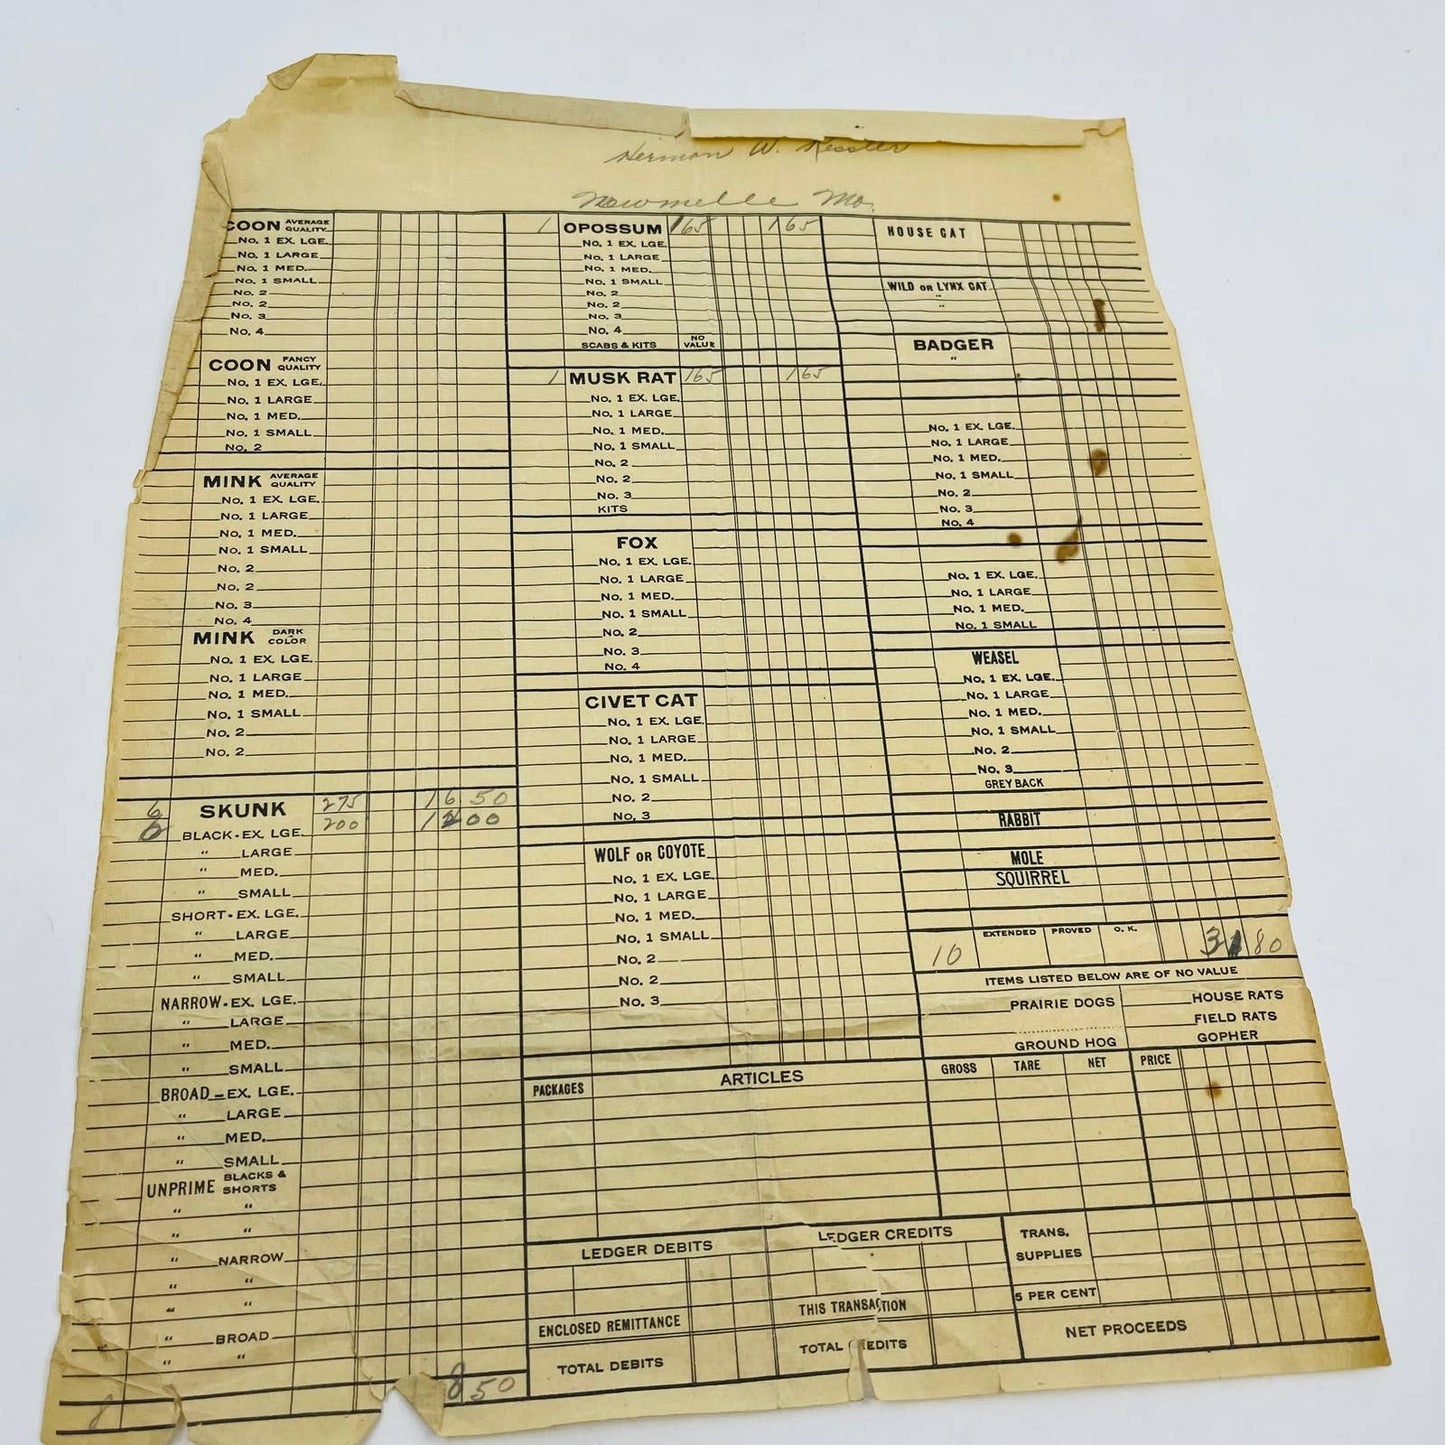 Herman W. Kessler
Newmelle Mo.
COON AVERAGE QUALITY
No. 1 EX. LGE.
No. 1 LARGE
No. 1 MED.
No. 1 SMALL
No. 2
No. 2
No. 3
No. 4
COON FANCY QUALITY
No. 1 EX. LGE.
No. 1 LARGE
No. 1 MED.
No. 1 SMALL
No. 2
MINK AVERAGE QUALITY
No. 1 EX. LGE.
No. 1 LARGE
No. 1 MED.
No. 1 SMALL
No. 2
No. 2
No. 3
No. 4
MINK DARK COLOR
No. 1 EX. LGE.
No. 1 LARGE
No. 1 MED.
No. 1 SMALL
No. 2
No. 2
6 SKUNK 275 16 50
6 BLACK-EX. LGE. 200 12 00
" LARGE
" MED.
" SMALL
SHORT-EX. LGE.
" LARGE
" MED.
" SMALL
NARROW-EX. LGE.
" LARGE
" MED.
" SMALL
BROAD-EX. LGE.
" LARGE
" MED.
" SMALL
UNPRIME BLACKS & SHORTS
" "
" "
" NARROW
" "
" "
" BROAD
" "
8 50
1 OPOSSUM 165 1 65
No. 1 EX. LGE.
No. 1 LARGE
No. 1 MED.
No. 1 SMALL
No. 2
No. 2
No. 3
No. 4
SCABS & KITS NO VALUE
1 MUSK RAT 165 1 65
No. 1 EX. LGE.
No. 1 LARGE
No. 1 MED.
No. 1 SMALL
No. 2
No. 2
No. 3
KITS
FOX
No. 1 EX. LGE.
No. 1 LARGE
No. 1 MED.
No. 1 SMALL
No. 2
No. 3
No. 4
CIVET CAT
No. 1 EX. LGE.
No. 1 LARGE
No. 1 MED.
No. 1 SMALL
No. 2
No. 3
WOLF OR COYOTE
No. 1 EX. LGE.
No. 1 LARGE
No. 1 MED.
No. 1 SMALL
No. 2
No. 2
No. 3
HOUSE CAT
WILD OR LYNX CAT
"
"
BADGER
"
No. 1 EX. LGE.
No. 1 LARGE
No. 1 MED.
No. 1 SMALL
No. 2
No. 3
No. 4
No. 1 EX. LGE.
No. 1 LARGE
No. 1 MED.
No. 1 SMALL
WEASEL
No. 1 EX. LGE.
No. 1 LARGE
No. 1 MED.
No. 1 SMALL
No. 2
No. 3
GREY BACK
RABBIT
MOLE
SQUIRREL
10 EXTENDED PROVED O. K. 31 80
ITEMS LISTED BELOW ARE OF NO VALUE
PRAIRIE DOGS HOUSE RATS
FIELD RATS
GROUND HOG GOPHER
PACKAGES ARTICLES GROSS TARE NET PRICE
LEDGER DEBITS LEDGER CREDITS TRANS. SUPPLIES
ENCLOSED REMITTANCE THIS TRANSACTION 5 PER CENT
TOTAL DEBITS TOTAL CREDITS NET PROCEEDS